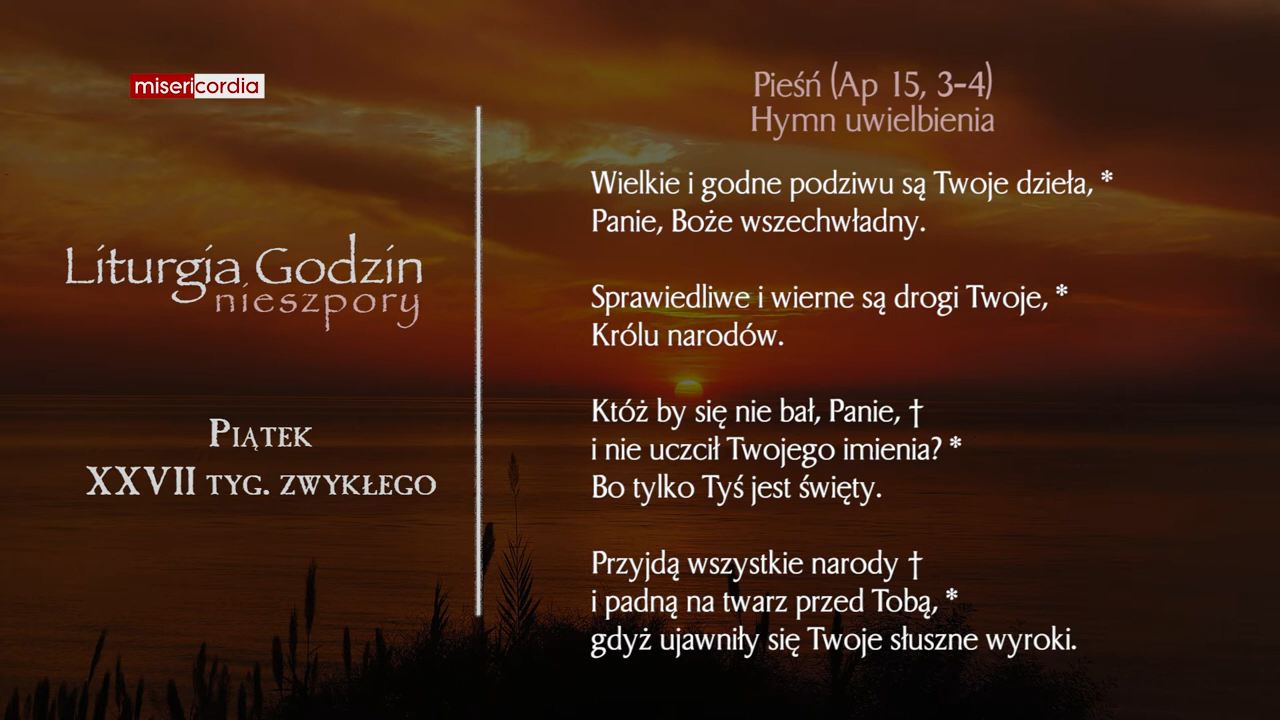 misericordia
Liturgia Godzin
nieszpory
Piątek
XXVII tyg. zwykłego
Pieśń (Ap 15, 3-4)
Hymn uwielbienia
Wielkie i godne podziwu są Twoje dzieła, *
Panie, Boże wszechwładny.
Sprawiedliwe i wierne są drogi Twoje, *
Królu narodów.
Któż by się nie bał, Panie, †
i nie uczcił Twojego imienia? *
Bo tylko Tyś jest święty.
Przyjdą wszystkie narody †
i padną na twarz przed Tobą, *
gdyż ujawniły się Twoje słuszne wyroki.